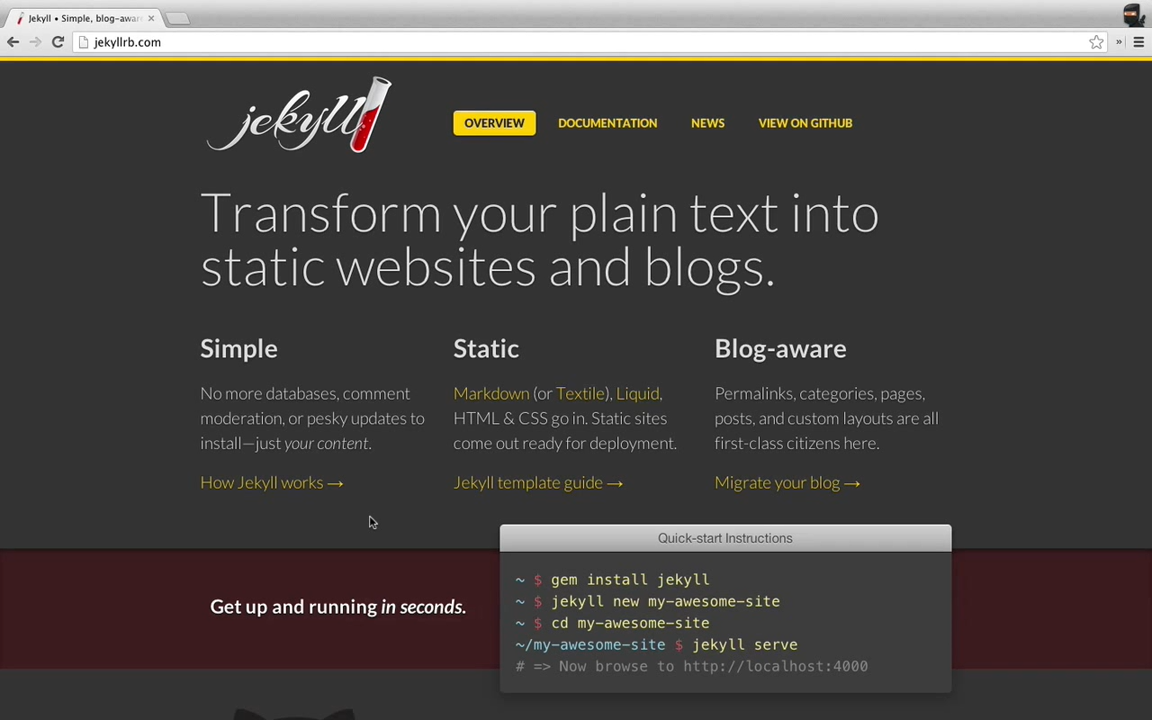 Jekyll • Simple, blog-awar
jekyllrb.com
»
jekyll
OVERVIEW
DOCUMENTATION
NEWS
VIEW ON GITHUB
Transform your plain text into
static websites and blogs.
Simple
No more databases, comment
moderation, or pesky updates to
install—just your content.
How Jekyll works →
Static
Markdown (or Textile), Liquid,
HTML & CSS go in. Static sites
come out ready for deployment.
Jekyll template guide →
Blog-aware
Permalinks, categories, pages,
posts, and custom layouts are all
first-class citizens here.
Migrate your blog →
Get up and running in seconds.
Quick-start Instructions
~ $ gem install jekyll
~ $ jekyll new my-awesome-site
~ $ cd my-awesome-site
~/my-awesome-site $ jekyll serve
# => Now browse to http://localhost:4000